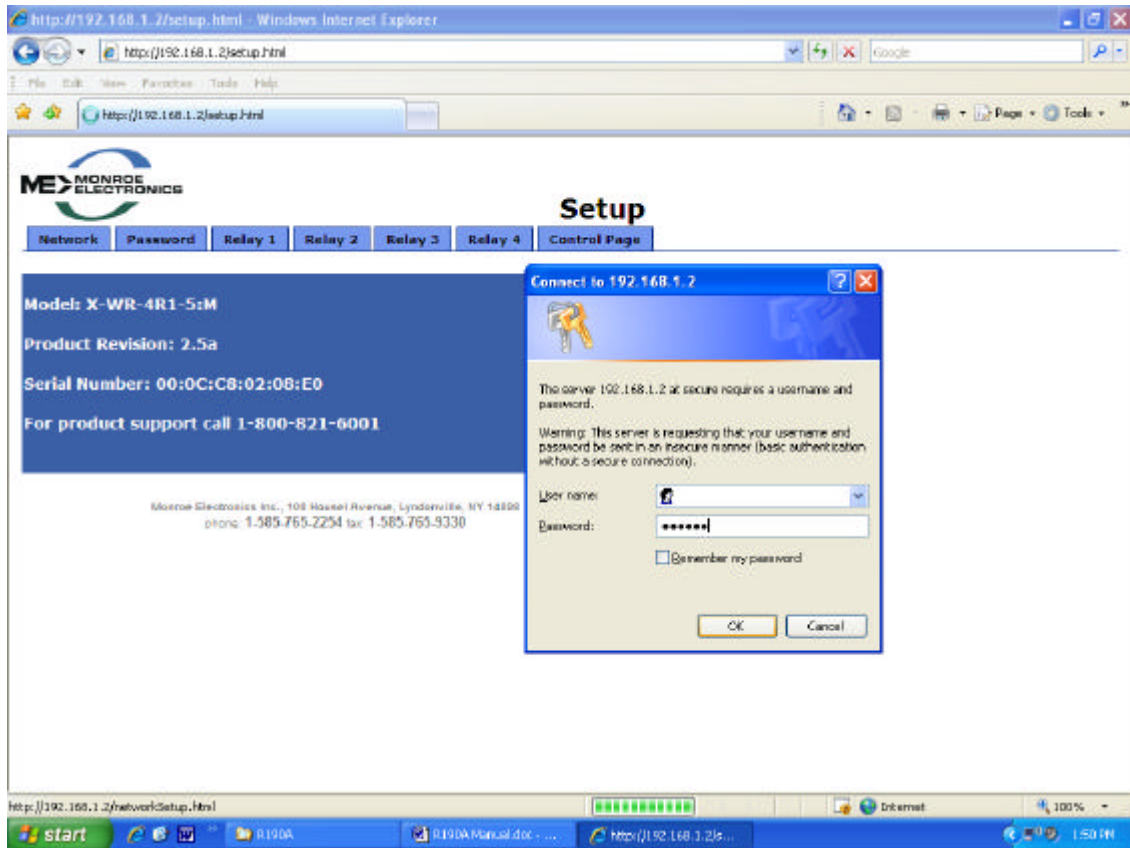 http://192.168.1.2/setup.html - Windows Internet Explorer
http://192.168.1.2/setup.html
Google
File Edit View Favorites Tools Help
http://192.168.1.2/setup.html
Page Tools
MONROE
ELECTRONICS
Setup
Network Password Relay 1 Relay 2 Relay 3 Relay 4 Control Page
Model: X-WR-4R1-5:M
Product Revision: 2.5a
Serial Number: 00:0C:C8:02:08:E0
For product support call 1-800-821-6001
Monroe Electronics Inc., 100 Housel Avenue, Lyndonville, NY 14098
phone: 1-585-765-2254 fax: 1-585-765-9330
Connect to 192.168.1.2
The server 192.168.1.2 at secure requires a username and
password.
Warning: This server is requesting that your username and
password be sent in an insecure manner (basic authentication
without a secure connection).
User name:
Password: ••••••
Remember my password
OK Cancel
http://192.168.1.2/networkSetup.html
Internet 100%
start R190A R190A Manual.doc - ... http://192.168.1.2/s... 1:50 PM